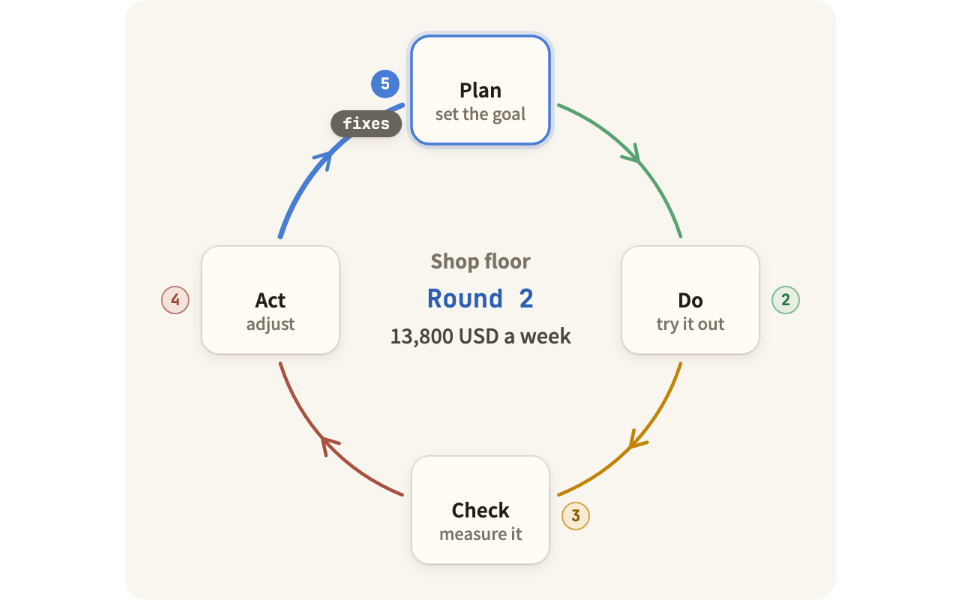 5
Plan
set the goal
fixes
Shop floor
Round 2
13,800 USD a week
4
Act
adjust
Do
try it out
2
Check
measure it
3